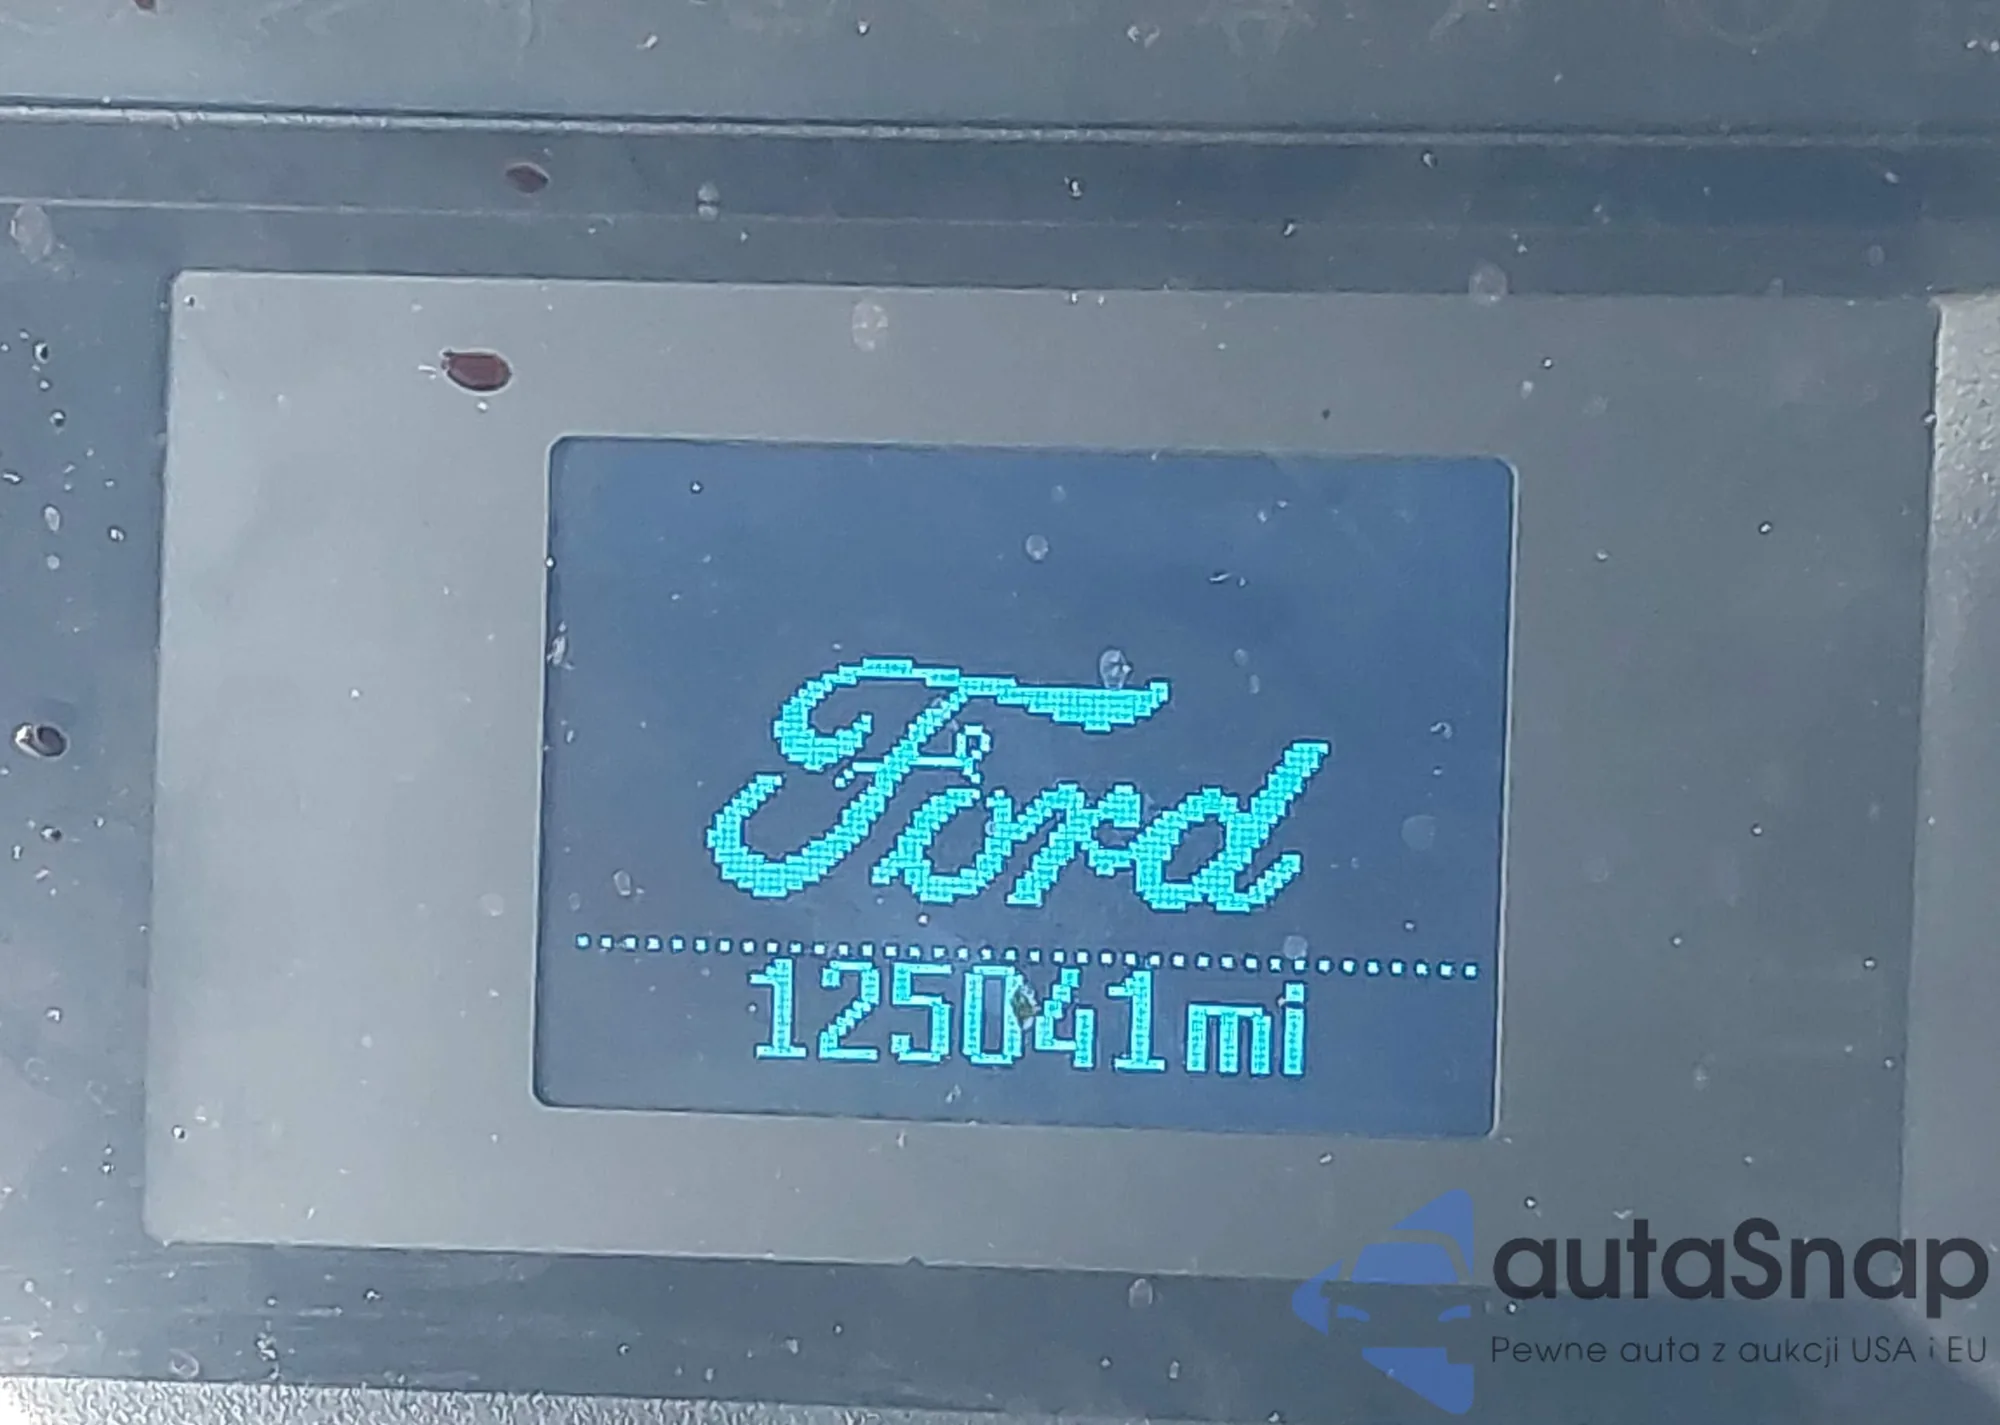 Ford
125041mi
autaSnap
Pewne auta z aukcji USA i EU